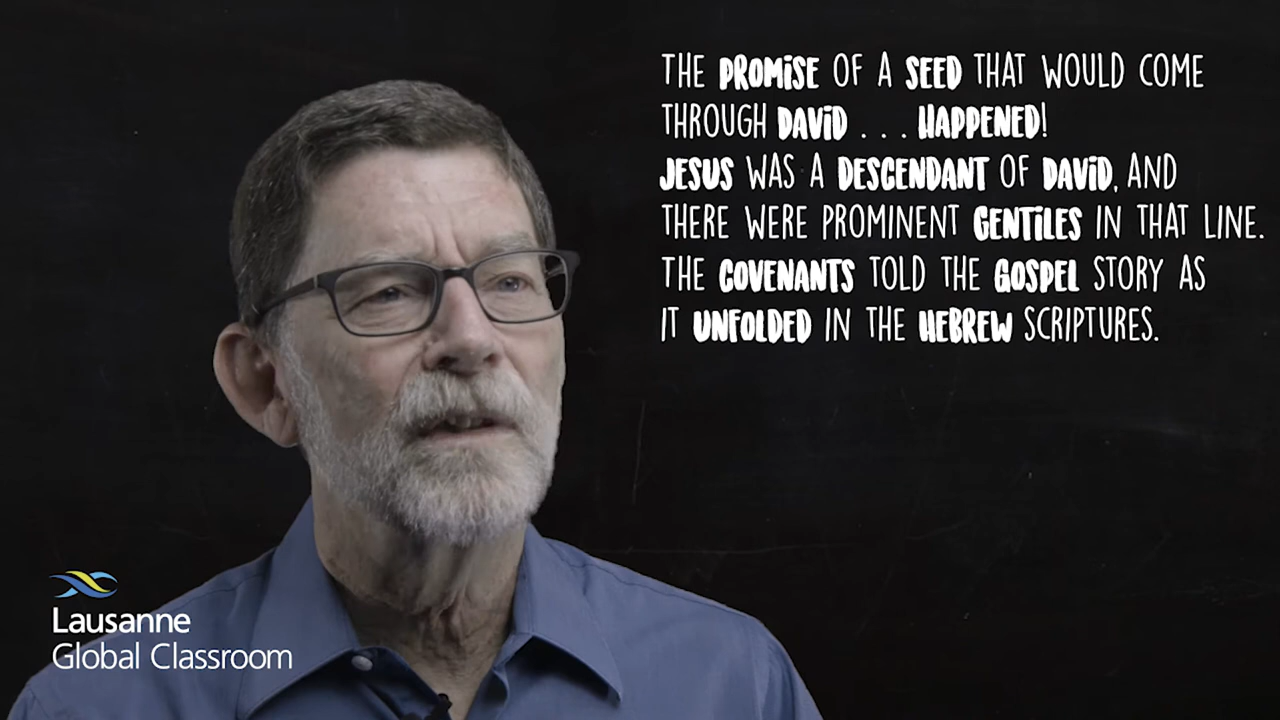 THE PROMISE OF A SEED THAT WOULD COME
THROUGH DAVID . . . HAPPENED!
JESUS WAS A DESCENDANT OF DAVID, AND
THERE WERE PROMINENT GENTILES IN THAT LINE.
THE COVENANTS TOLD THE GOSPEL STORY AS
IT UNFOLDED IN THE HEBREW SCRIPTURES.
Lausanne
Global Classroom